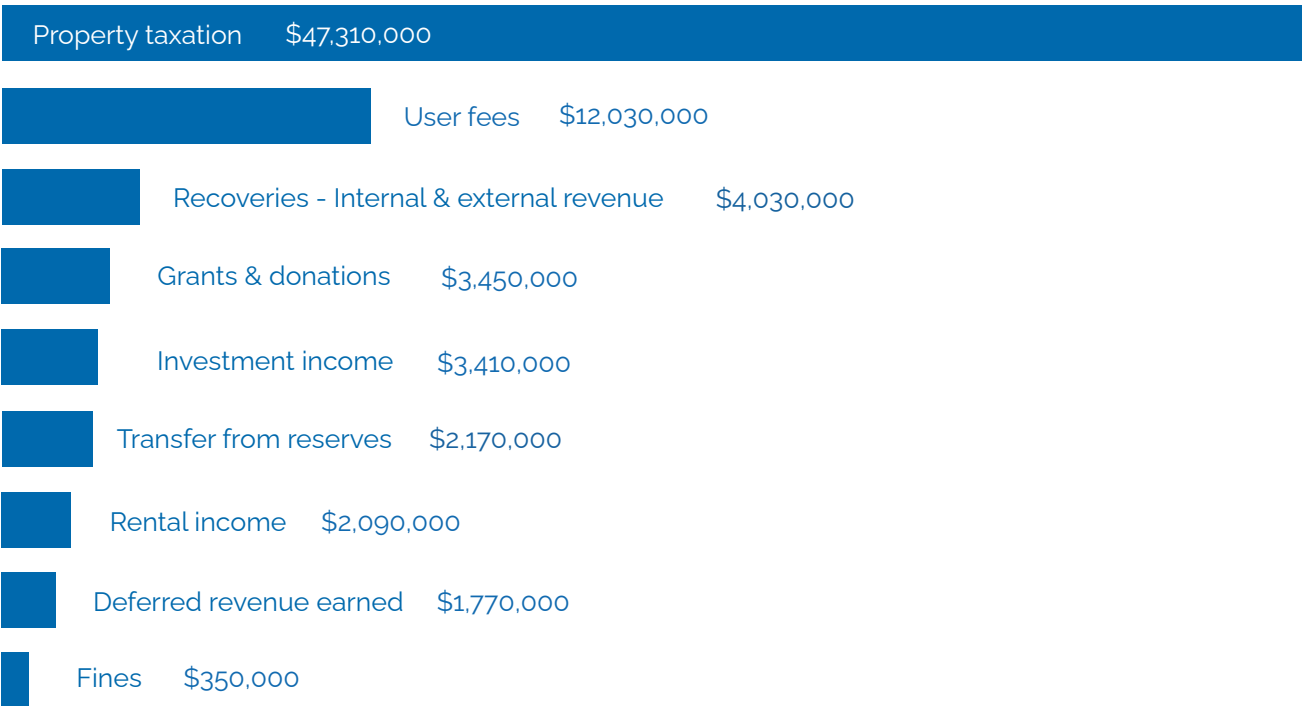 Property taxation $47,310,000
User fees $12,030,000
Recoveries - Internal & external revenue $4,030,000
Grants & donations $3,450,000
Investment income $3,410,000
Transfer from reserves $2,170,000
Rental income $2,090,000
Deferred revenue earned $1,770,000
Fines $350,000